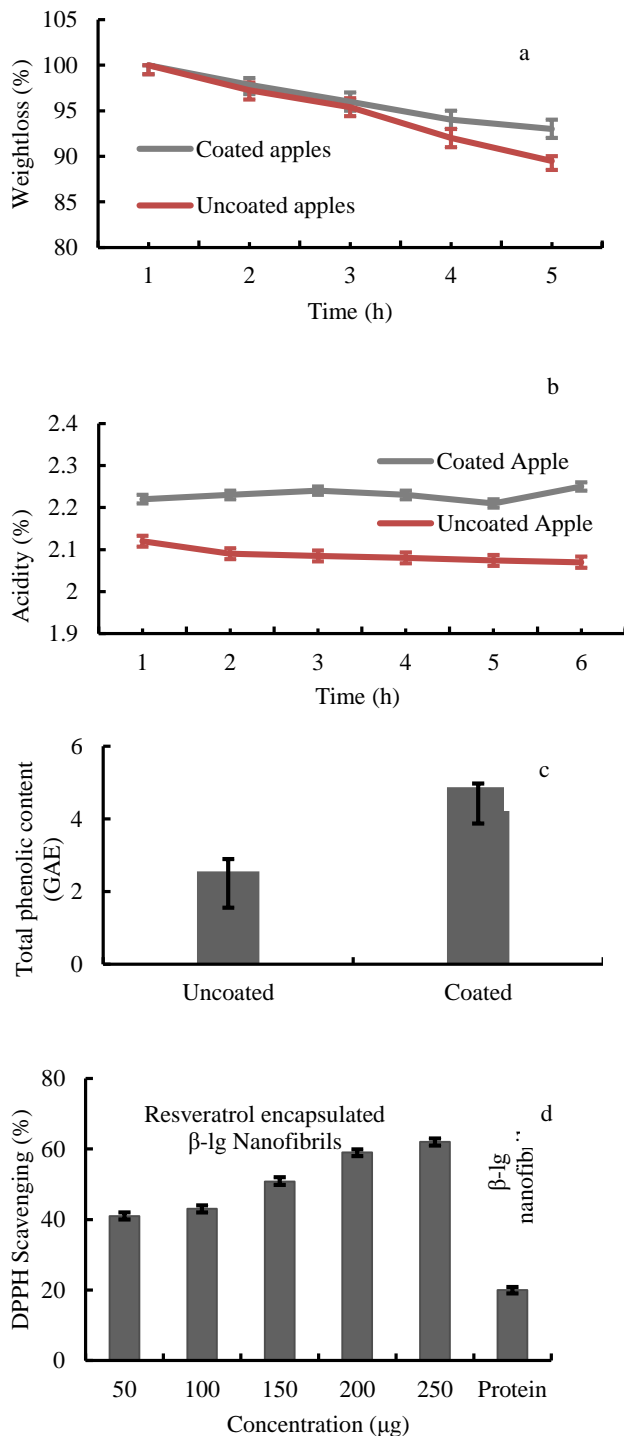 a
Weightloss (%)
100
95
90
85
80
Coated apples
Uncoated apples
1 2 3 4 5
Time (h)
b
Acidity (%)
2.4
2.3
2.2
2.1
2
1.9
Coated Apple
Uncoated Apple
1 2 3 4 5 6
Time (h)
c
Total phenolic content
(GAE)
6
4
2
0
Uncoated Coated
d
DPPH Scavenging (%)
80
60
40
20
0
Resveratrol encapsulated
β-lg Nanofibrils
β-lg
50 100 150 200 250 Protein
Concentration (μg)